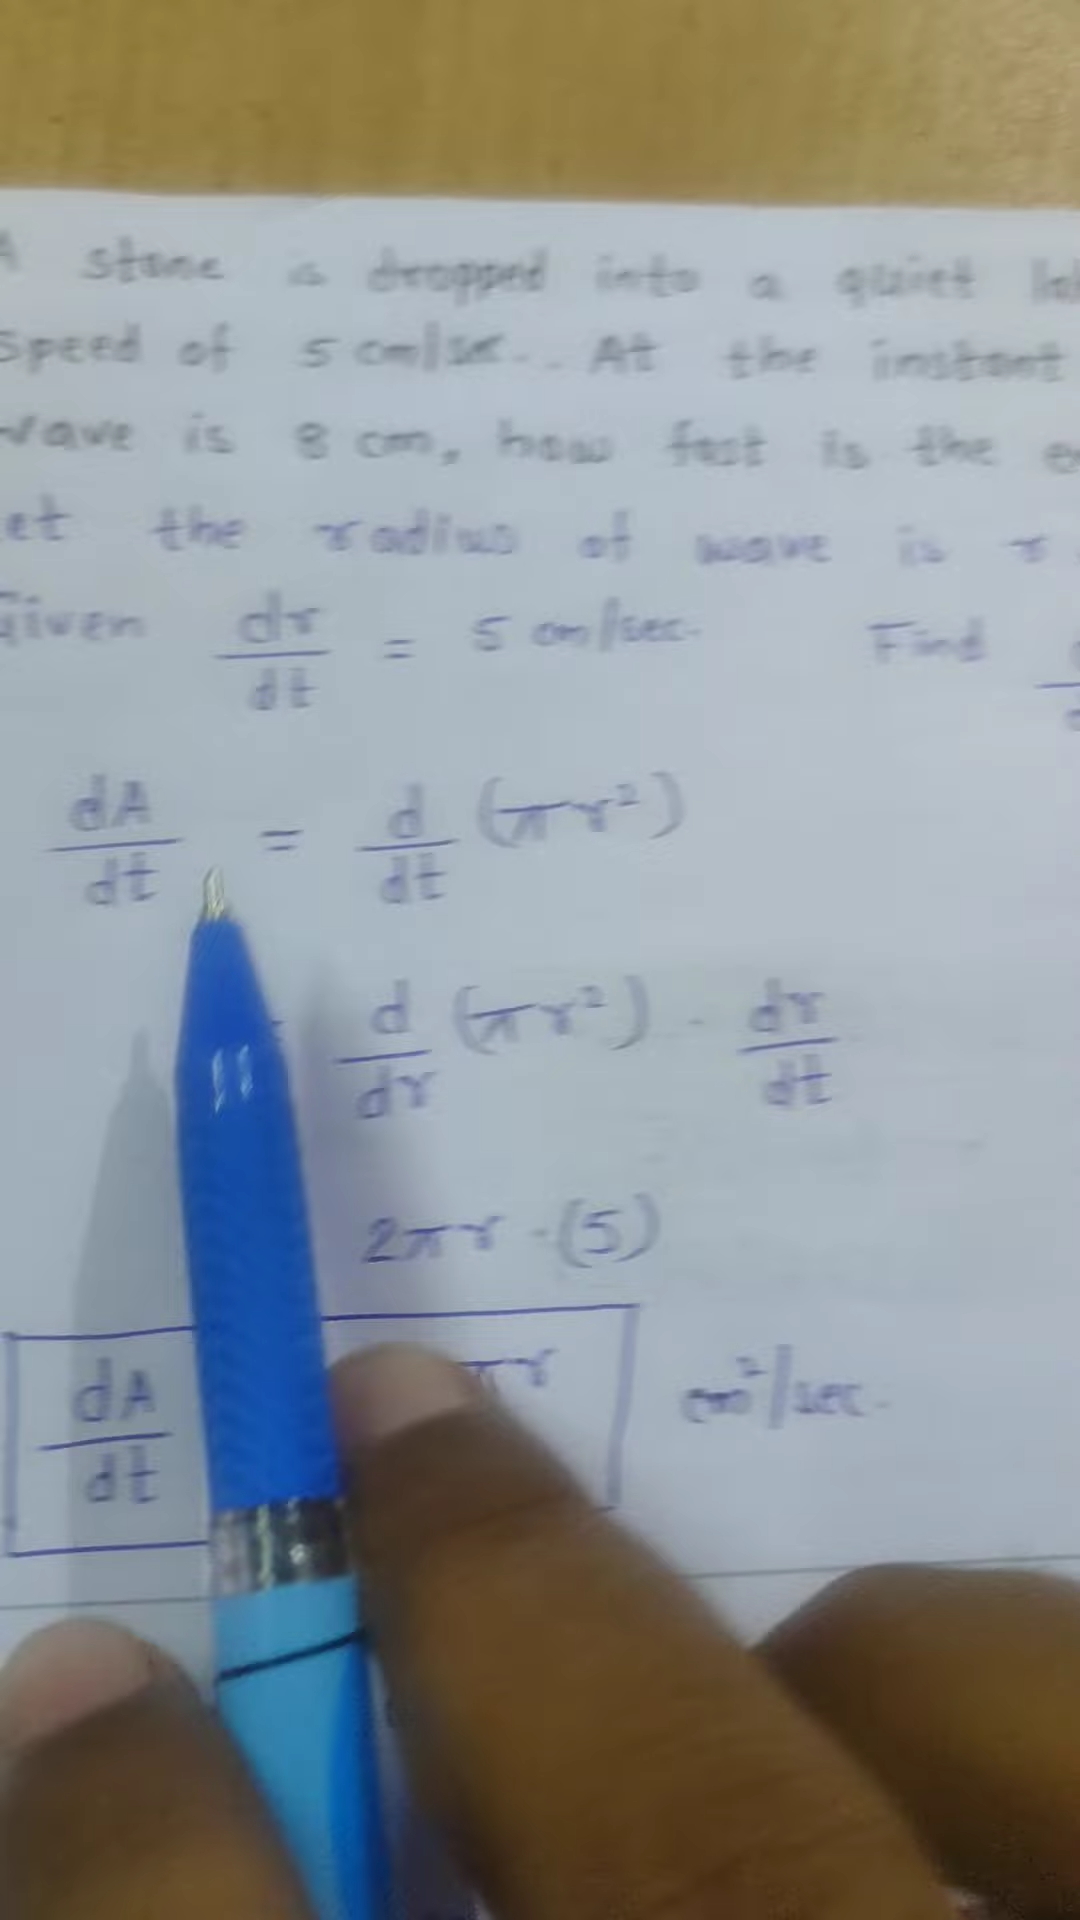 stone is dropped into a quiet
Speed of 5 cm/sec. At the instant
wave is 8 cm, how fast is the
the radius of wave is r
Given dr/dt = 5 cm/sec. Find
dA/dt = d/dt (πr²)
d/dr (πr²) · dr/dt
2πr · (5)
dA/dt πr cm²/sec.